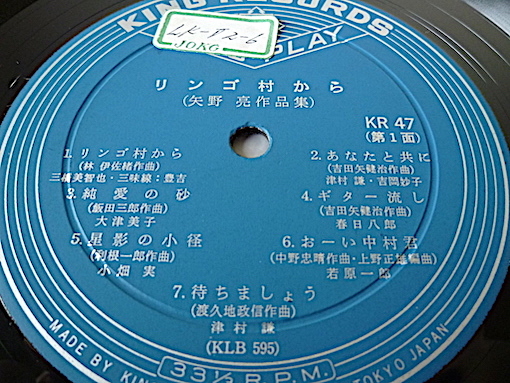 KING RECORDS
PLAY
LK-PR-6
JOKG
リンゴ村から
(矢野 亮作品集)
KR 47
(第1面)
1.リンゴ村から
(林 伊佐緒作曲)
三橋美智也・三味線:豊吉
2.あなたと共に
(吉田矢健治作曲)
津村 謙・吉岡妙子
3.純愛の砂
(飯田三郎作曲)
大津美子
4.ギター流し
(吉田矢健治作曲)
春日八郎
5.星影の小径
(利根一郎作曲)
小畑 実
6.おーい中村君
(中野忠晴作曲・上野正雄編曲)
若原一郎
7.待ちましょう
(渡久地政信作曲)
津村 謙
(KLB 595)
33⅓ R.P.M.
MADE BY KING
TOKYO JAPAN